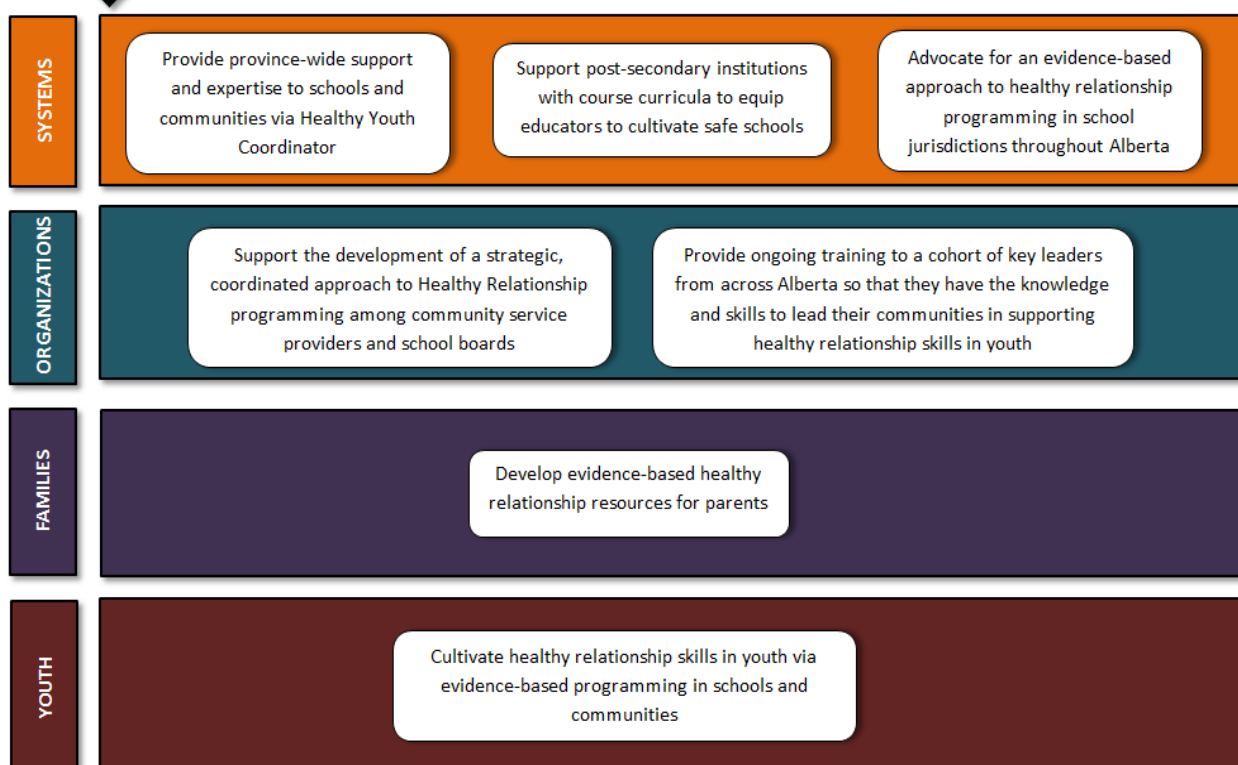 SYSTEMS
Provide province-wide support
and expertise to schools and
communities via Healthy Youth
Coordinator
Support post-secondary institutions
with course curricula to equip
educators to cultivate safe schools
Advocate for an evidence-based
approach to healthy relationship
programming in school
jurisdictions throughout Alberta
ORGANIZATIONS
Support the development of a strategic,
coordinated approach to Healthy Relationship
programming among community service
providers and school boards
Provide ongoing training to a cohort of key leaders
from across Alberta so that they have the knowledge
and skills to lead their communities in supporting
healthy relationship skills in youth
FAMILIES
Develop evidence-based healthy
relationship resources for parents
YOUTH
Cultivate healthy relationship skills in youth via
evidence-based programming in schools and
communities